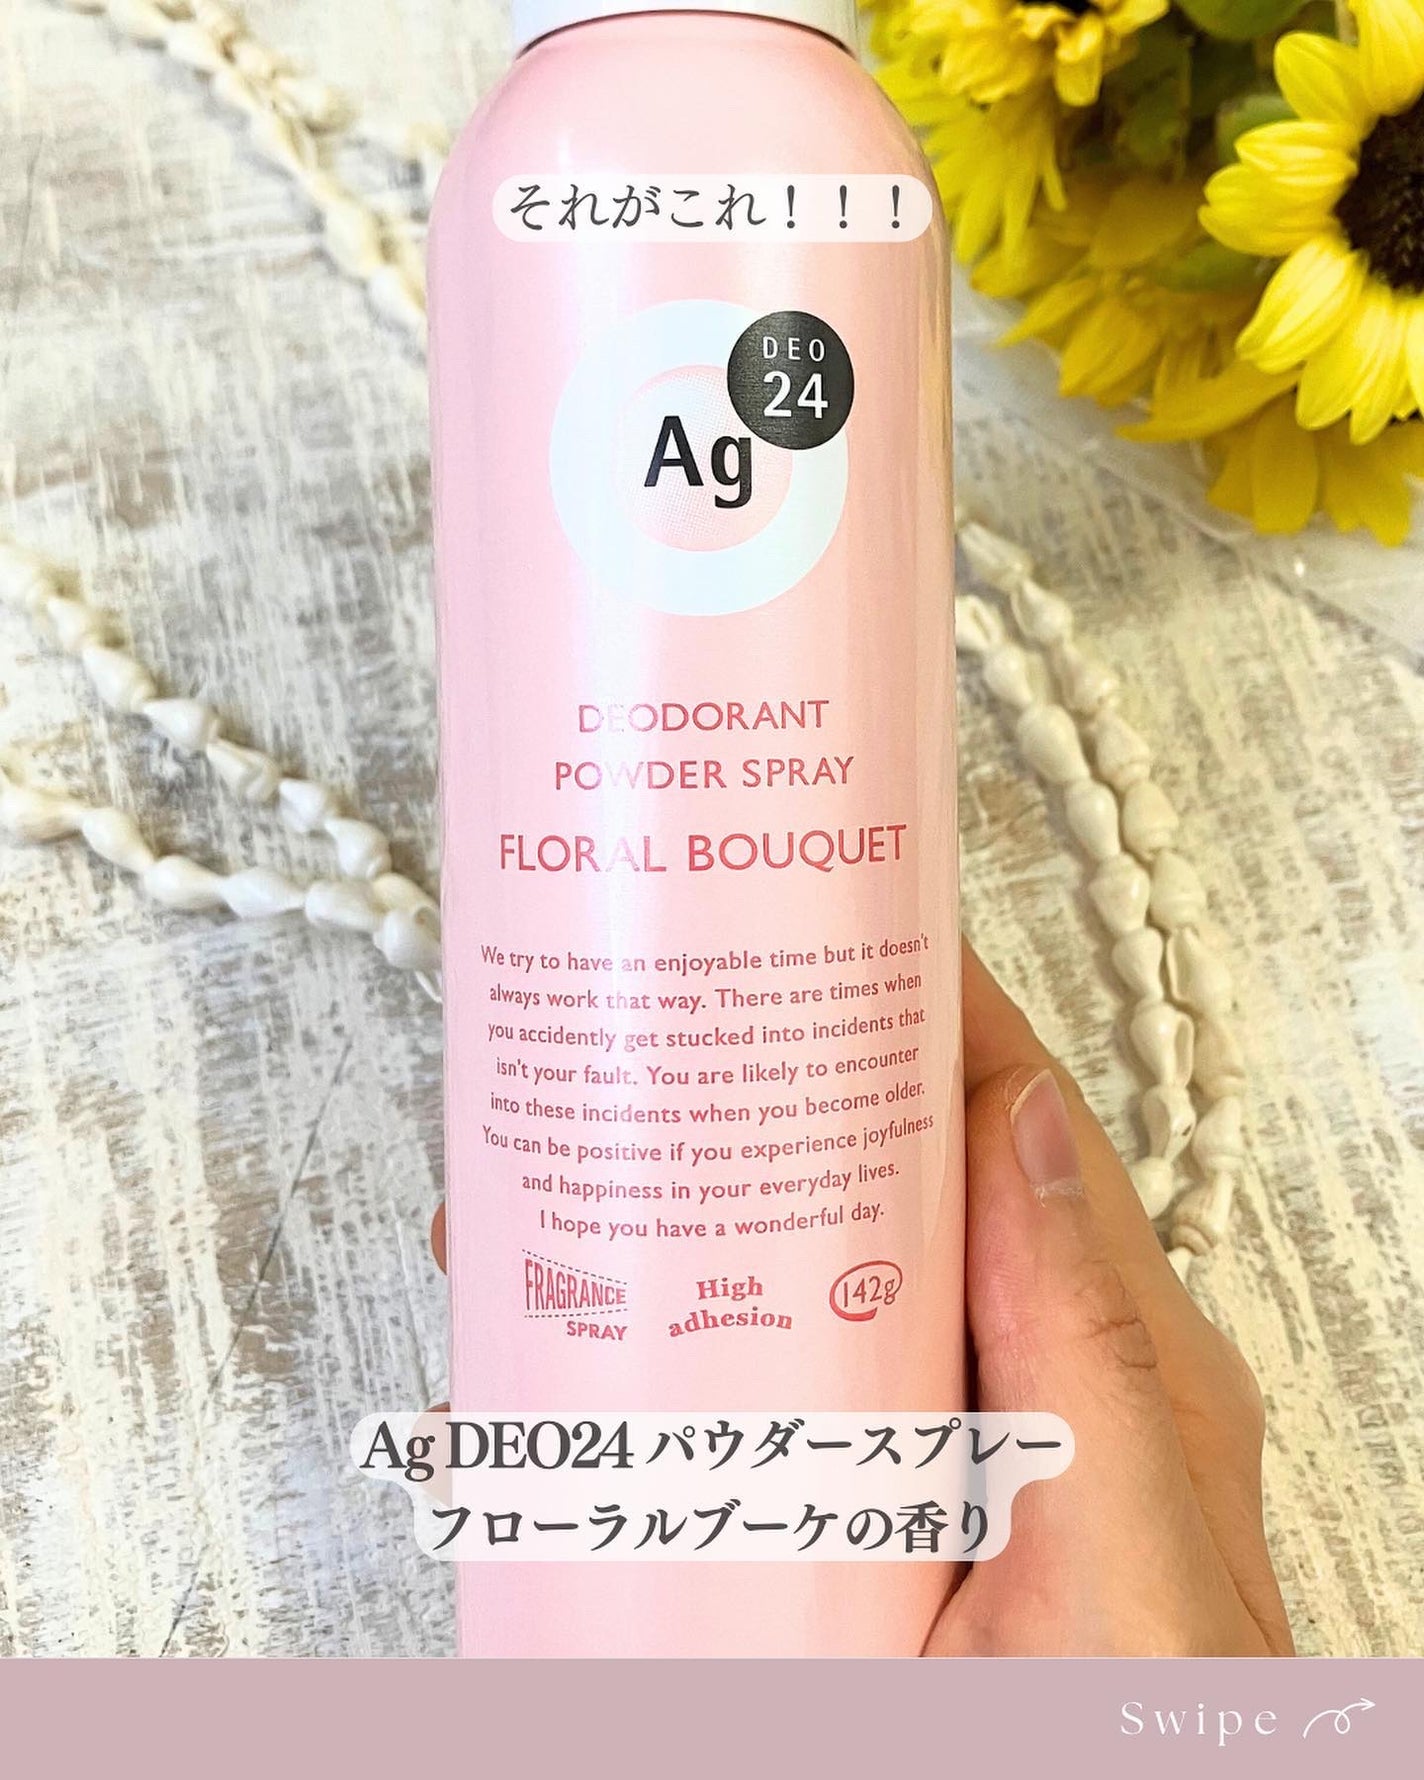 それがこれ！！！
DEO
24
Ag
DEODORANT
POWDER SPRAY
FLORAL BOUQUET
We try to have an enjoyable time but it doesn't
always work that way. There are times when
you accidently get stucked into incidents that
isn't your fault. You are likely to encounter
into these incidents when you become older.
You can be positive if you experience joyfulness
and happiness in your everyday lives.
I hope you have a wonderful day.
FRAGRANCE
SPRAY
High
adhesion
142g
Ag DEO24 パウダースプレー
フローラルブーケの香り
Swipe